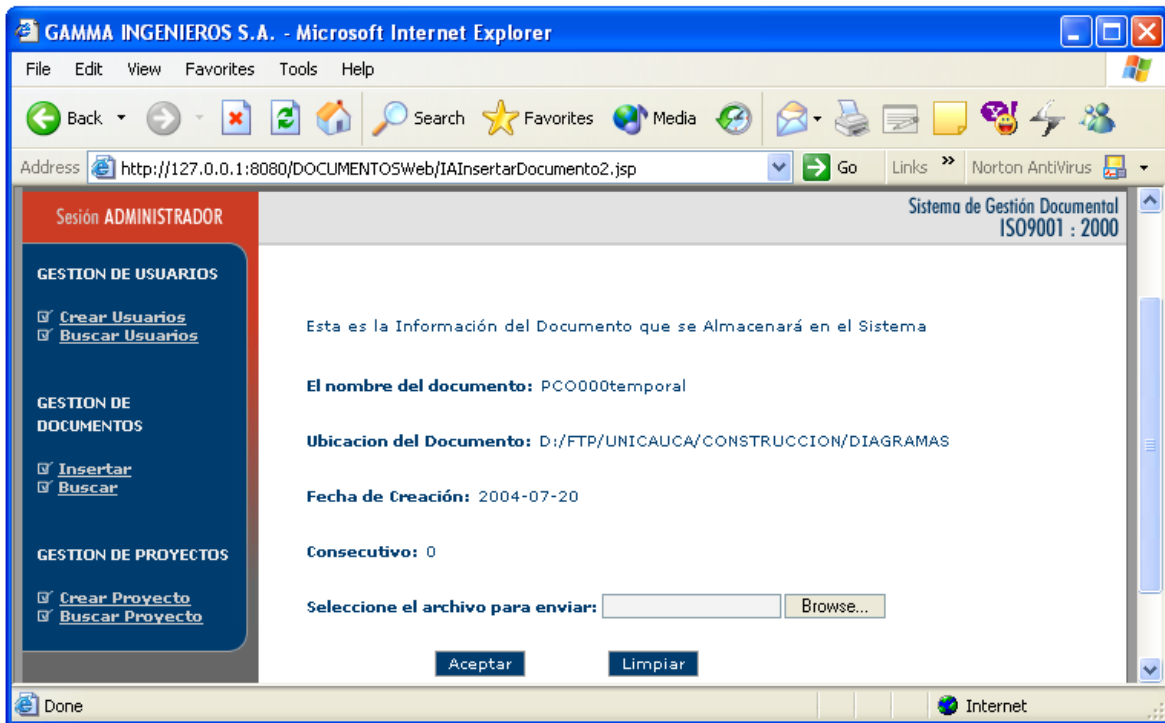 GAMMA INGENIEROS S.A. - Microsoft Internet Explorer
File Edit View Favorites Tools Help
Back Search Favorites Media
Address http://127.0.0.1:8080/DOCUMENTOSWeb/IAInsertarDocumento2.jsp Go Links » Norton AntiVirus
Sesión ADMINISTRADOR
Sistema de Gestión Documental
ISO9001 : 2000
GESTION DE USUARIOS
Crear Usuarios
Buscar Usuarios
GESTION DE
DOCUMENTOS
Insertar
Buscar
GESTION DE PROYECTOS
Crear Proyecto
Buscar Proyecto
Esta es la Información del Documento que se Almacenará en el Sistema
El nombre del documento: PCO000temporal
Ubicacion del Documento: D:/FTP/UNICAUCA/CONSTRUCCION/DIAGRAMAS
Fecha de Creación: 2004-07-20
Consecutivo: 0
Seleccione el archivo para enviar: Browse...
Aceptar Limpiar
Done Internet